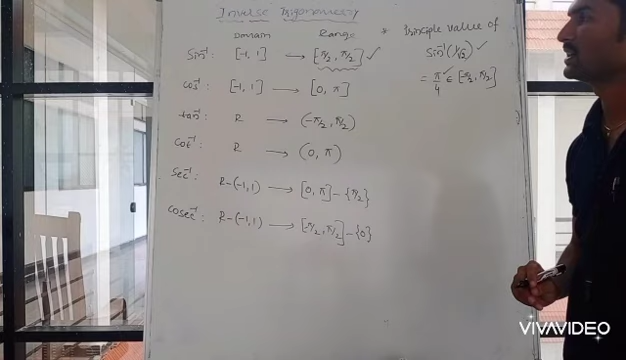 Inverse Trigonometry
Domain Range
Sin⁻¹: [-1, 1] → [π/2, π/2] ✓
cos⁻¹: [-1, 1] → [0, π]
tan⁻¹: R → (-π/2, π/2)
cot⁻¹: R → (0, π)
Sec⁻¹: R-(-1,1) → [0, π] - {π/2}
cosec⁻¹: R-(-1,1) → [-π/2, π/2] - {0}
* Principle value of
Sin⁻¹(1/√2) ✓
= π/4 ∈ [-π/2, π/2]
VIVAVIDEO